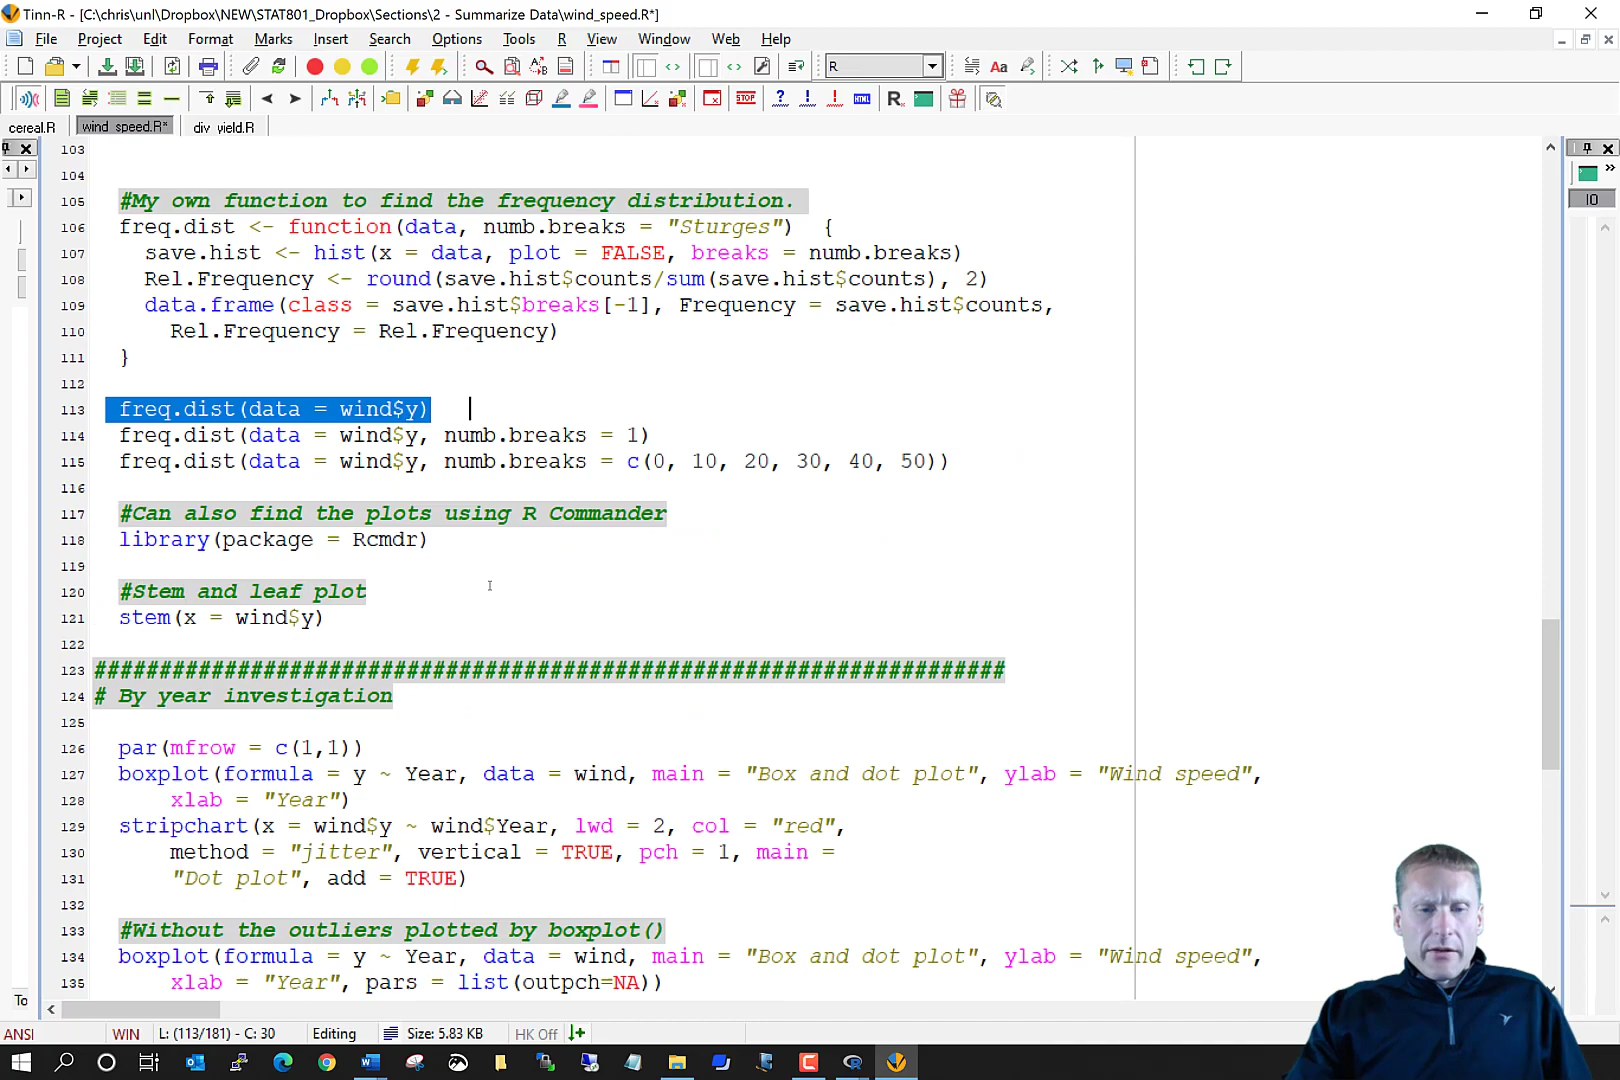 Tinn-R - [C:\chris\unl\Dropbox\NEW\STAT801_Dropbox\Sections\2 - Summarize Data\wind_speed.R*]
File Project Edit Format Marks Insert Search Options Tools R View Window Web Help
R
cereal.R wind_speed.R* div_yield.R
103
104
105 #My own function to find the frequency distribution.
106 freq.dist <- function(data, numb.breaks = "Sturges") {
107 save.hist <- hist(x = data, plot = FALSE, breaks = numb.breaks)
108 Rel.Frequency <- round(save.hist$counts/sum(save.hist$counts), 2)
109 data.frame(class = save.hist$breaks[-1], Frequency = save.hist$counts,
110 Rel.Frequency = Rel.Frequency)
111 }
112
113 freq.dist(data = wind$y)
114 freq.dist(data = wind$y, numb.breaks = 1)
115 freq.dist(data = wind$y, numb.breaks = c(0, 10, 20, 30, 40, 50))
116
117 #Can also find the plots using R Commander
118 library(package = Rcmdr)
119
120 #Stem and leaf plot
121 stem(x = wind$y)
122
123 ######################################################################
124 # By year investigation
125
126 par(mfrow = c(1,1))
127 boxplot(formula = y ~ Year, data = wind, main = "Box and dot plot", ylab = "Wind speed",
128 xlab = "Year")
129 stripchart(x = wind$y ~ wind$Year, lwd = 2, col = "red",
130 method = "jitter", vertical = TRUE, pch = 1, main =
131 "Dot plot", add = TRUE)
132
133 #Without the outliers plotted by boxplot()
134 boxplot(formula = y ~ Year, data = wind, main = "Box and dot plot", ylab = "Wind speed",
135 xlab = "Year", pars = list(outpch=NA))
IO
To
ANSI WIN L: (113/181) - C: 30 Editing Size: 5.83 KB HK Off